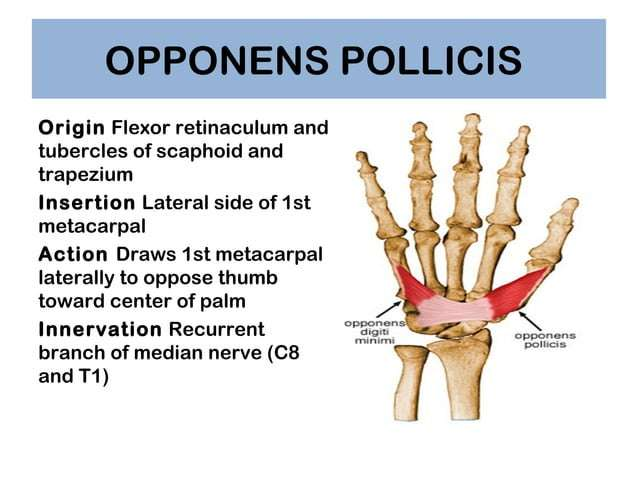 OPPONENS POLLICIS
Origin Flexor retinaculum and
tubercles of scaphoid and
trapezium
Insertion Lateral side of 1st
metacarpal
Action Draws 1st metacarpal
laterally to oppose thumb
toward center of palm
Innervation Recurrent
branch of median nerve (C8
and T1)
opponens
digiti
minimi
opponens
pollicis